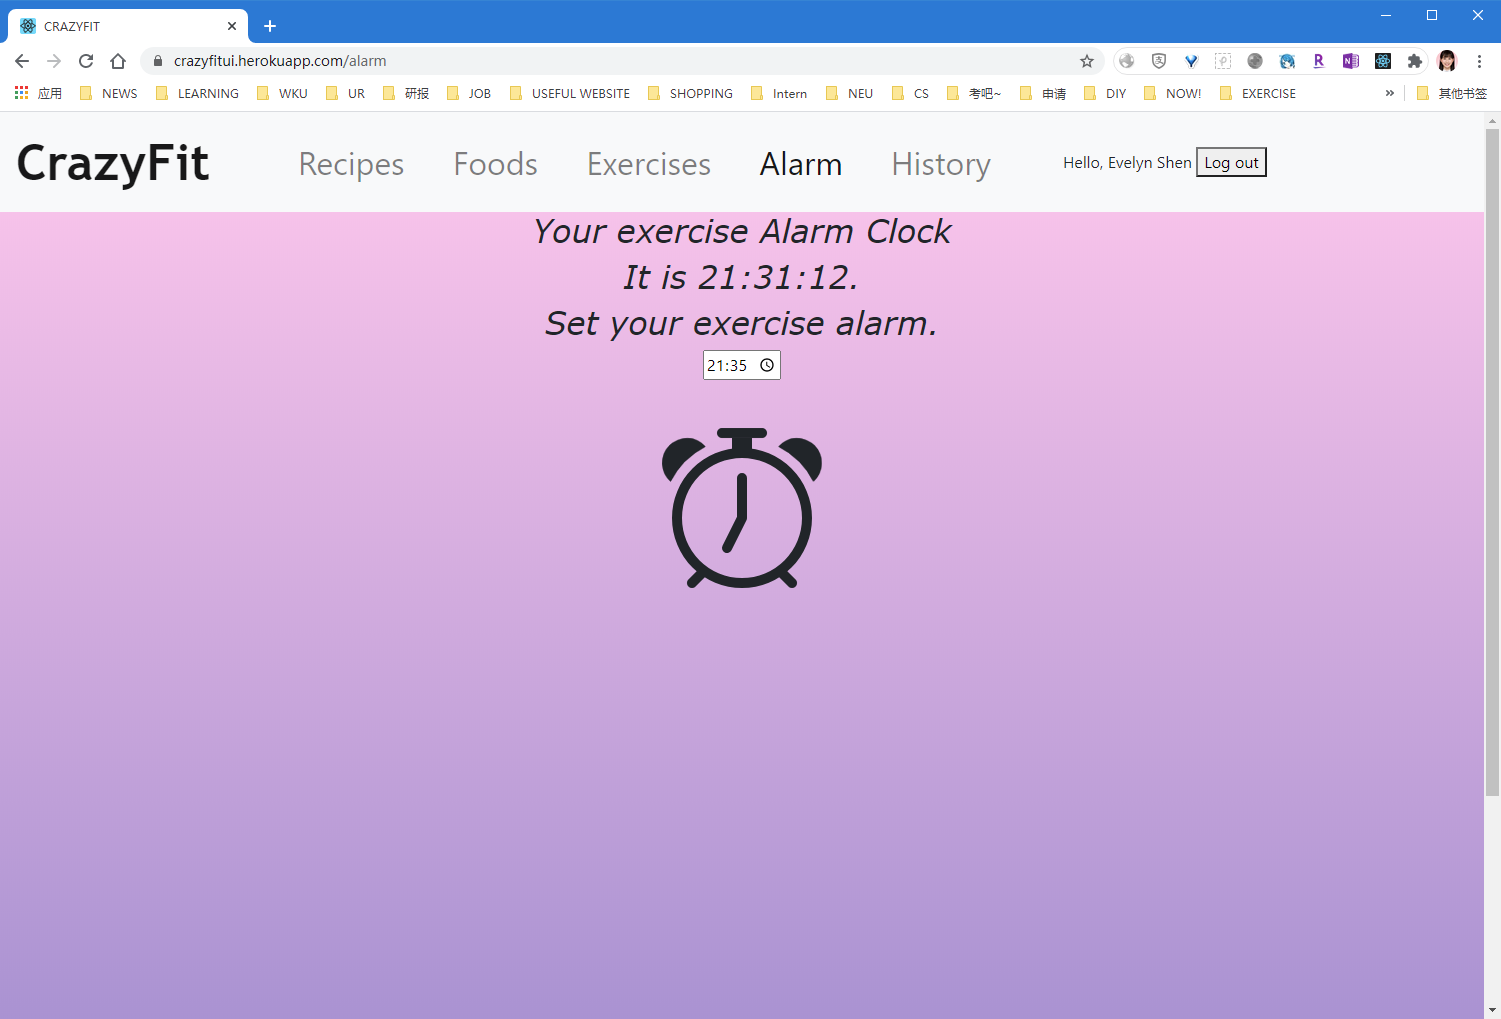 CRAZYFIT
crazyfitui.herokuapp.com/alarm
应用 NEWS LEARNING WKU UR 研报 JOB USEFUL WEBSITE SHOPPING Intern NEU CS 考吧~ 申请 DIY NOW! EXERCISE » 其他书签
CrazyFit Recipes Foods Exercises Alarm History Hello, Evelyn Shen Log out
Your exercise Alarm Clock
It is 21:31:12.
Set your exercise alarm.
21:35